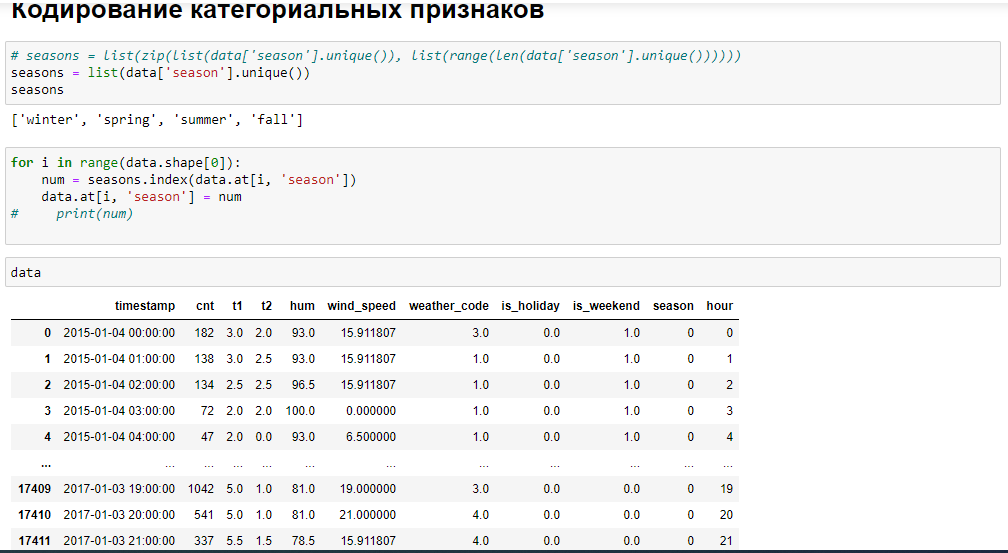 Кодирование категориальных признаков
# seasons = list(zip(list(data['season'].unique()), list(range(len(data['season'].unique())))))
seasons = list(data['season'].unique())
seasons
['winter', 'spring', 'summer', 'fall']
for i in range(data.shape[0]):
    num = seasons.index(data.at[i, 'season'])
    data.at[i, 'season'] = num
#     print(num)
data
timestamp cnt t1 t2 hum wind_speed weather_code is_holiday is_weekend season hour
0 2015-01-04 00:00:00 182 3.0 2.0 93.0 15.911807 3.0 0.0 1.0 0 0
1 2015-01-04 01:00:00 138 3.0 2.5 93.0 15.911807 1.0 0.0 1.0 0 1
2 2015-01-04 02:00:00 134 2.5 2.5 96.5 15.911807 1.0 0.0 1.0 0 2
3 2015-01-04 03:00:00 72 2.0 2.0 100.0 0.000000 1.0 0.0 1.0 0 3
4 2015-01-04 04:00:00 47 2.0 0.0 93.0 6.500000 1.0 0.0 1.0 0 4
... ... ... ... ... ... ... ... ... ... ... ...
17409 2017-01-03 19:00:00 1042 5.0 1.0 81.0 19.000000 3.0 0.0 0.0 0 19
17410 2017-01-03 20:00:00 541 5.0 1.0 81.0 21.000000 4.0 0.0 0.0 0 20
17411 2017-01-03 21:00:00 337 5.5 1.5 78.5 15.911807 4.0 0.0 0.0 0 21